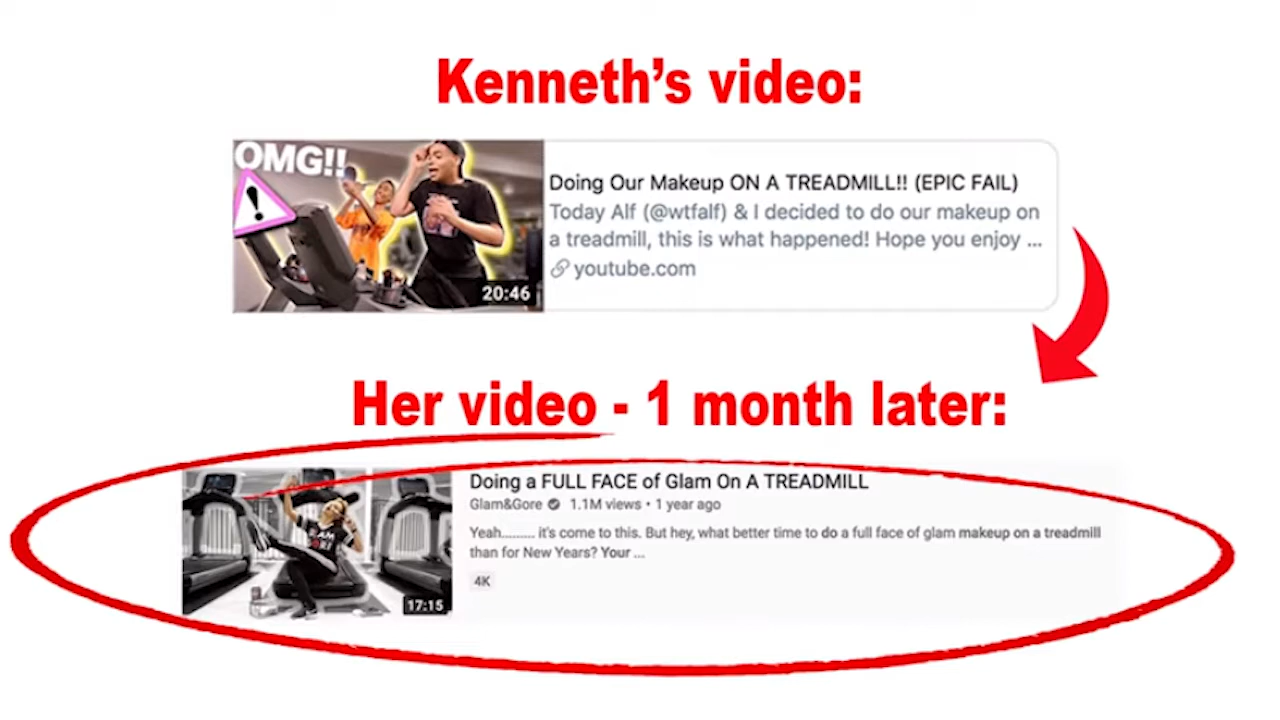 Kenneth’s video:
OMG!!
!
20:46
Doing Our Makeup ON A TREADMILL!! (EPIC FAIL)
Today Alf (@wtfalf) & I decided to do our makeup on
a treadmill, this is what happened! Hope you enjoy ...
youtube.com
Her video - 1 month later:
17:15
Doing a FULL FACE of Glam On A TREADMILL
Glam&Gore 1.1M views • 1 year ago
Yeah......... it's come to this. But hey, what better time to do a full face of glam makeup on a treadmill
than for New Years? Your ...
4K